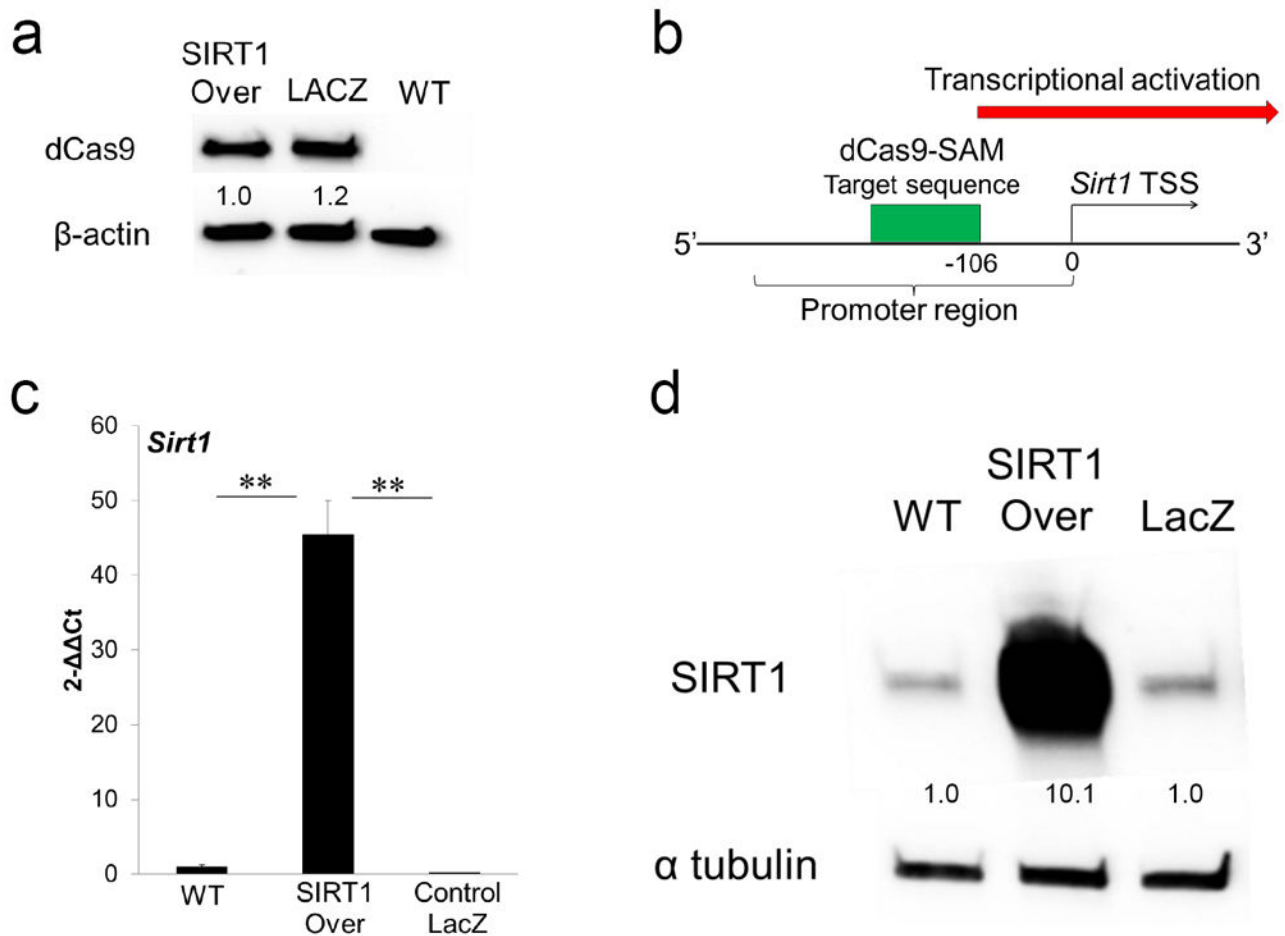 a
SIRT1
Over LACZ WT
dCas9
1.0 1.2
β-actin
b
Transcriptional activation
dCas9-SAM
Target sequence
Sirt1 TSS
5’ 3’
-106 0
Promoter region
c
Sirt1
** **
60
50
40
30
20
10
0
2-ΔΔCt
WT
SIRT1
Over
Control
LacZ
d
SIRT1
WT Over LacZ
SIRT1
1.0 10.1 1.0
α tubulin